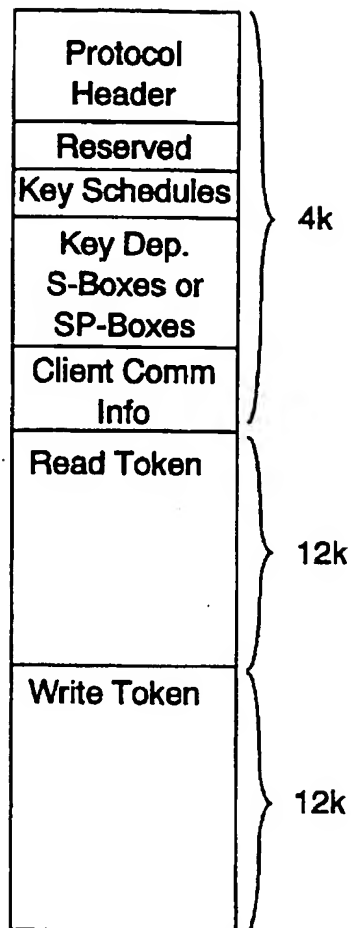 Protocol
Header
Reserved
Key Schedules
Key Dep.
S-Boxes or
SP-Boxes
Client Comm
Info
4k
Read Token
12k
Write Token
12k